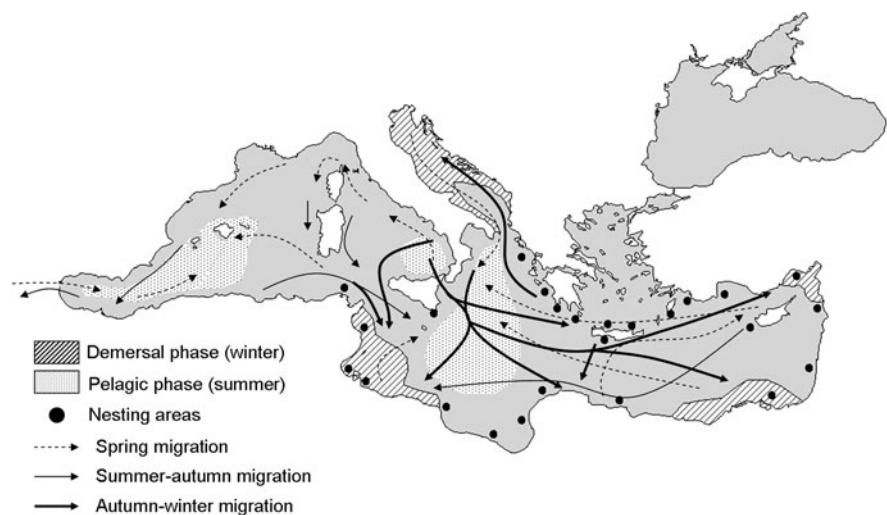 Demersal phase (winter)
Pelagic phase (summer)
Nesting areas
Spring migration
Summer-autumn migration
Autumn-winter migration